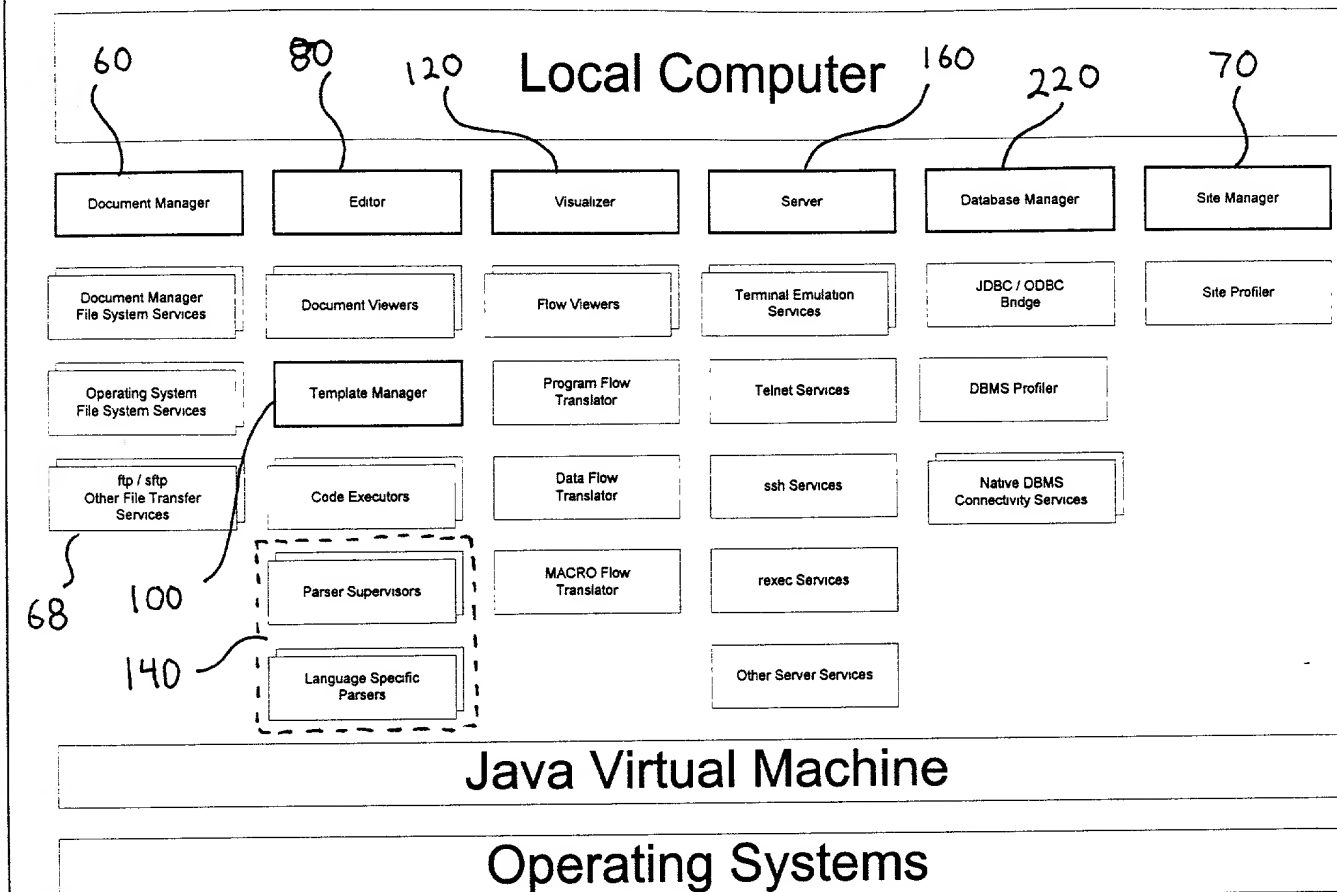 60
80
120
Local Computer
160
220
70
Document Manager
Editor
Visualizer
Server
Database Manager
Site Manager
Document Manager
File System Services
Document Viewers
Flow Viewers
Terminal Emulation
Services
JDBC / ODBC
Bridge
Site Profiler
Operating System
File System Services
Template Manager
Program Flow
Translator
Telnet Services
DBMS Profiler
ftp / sftp
Other File Transfer
Services
Code Executors
Data Flow
Translator
ssh Services
Native DBMS
Connectivity Services
68
100
Parser Supervisors
MACRO Flow
Translator
rexec Services
140
Language Specific
Parsers
Other Server Services
Java Virtual Machine
Operating Systems